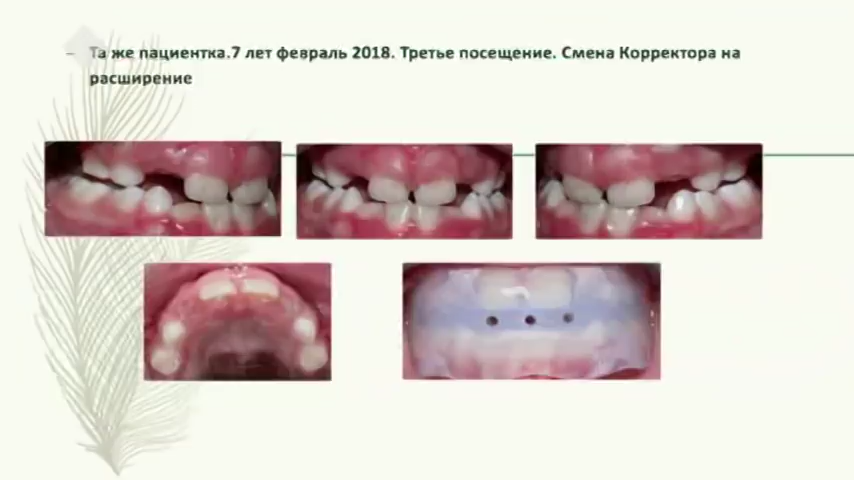 – Та же пациентка.7 лет февраль 2018. Третье посещение. Смена Корректора на
расширение